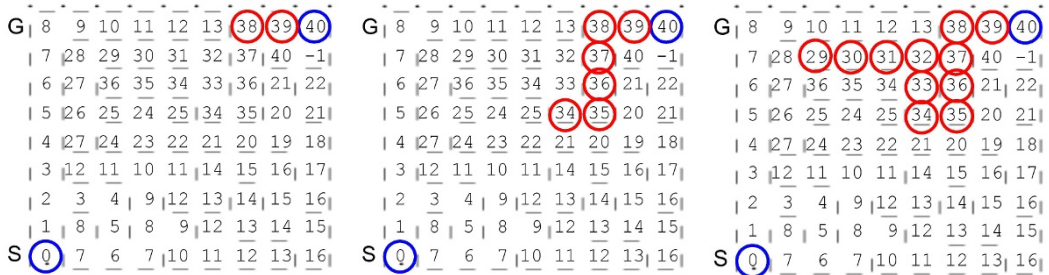 G 8 9 10 11 12 13 38 39 40
7 28 29 30 31 32 37 40 -1
6 27 36 35 34 33 36 21 22
5 26 25 24 25 34 35 20 21
4 27 24 23 22 21 20 19 18
3 12 11 10 11 14 15 16 17
2 3 4 9 12 13 14 15 16
1 8 5 8 9 12 13 14 15
S 0 7 6 7 10 11 12 13 16
G 8 9 10 11 12 13 38 39 40
7 28 29 30 31 32 37 40 -1
6 27 36 35 34 33 36 21 22
5 26 25 24 25 34 35 20 21
4 27 24 23 22 21 20 19 18
3 12 11 10 11 14 15 16 17
2 3 4 9 12 13 14 15 16
1 8 5 8 9 12 13 14 15
S 0 7 6 7 10 11 12 13 16
G 8 9 10 11 12 13 38 39 40
7 28 29 30 31 32 37 40 -1
6 27 36 35 34 33 36 21 22
5 26 25 24 25 34 35 20 21
4 27 24 23 22 21 20 19 18
3 12 11 10 11 14 15 16 17
2 3 4 9 12 13 14 15 16
1 8 5 8 9 12 13 14 15
S 0 7 6 7 10 11 12 13 16